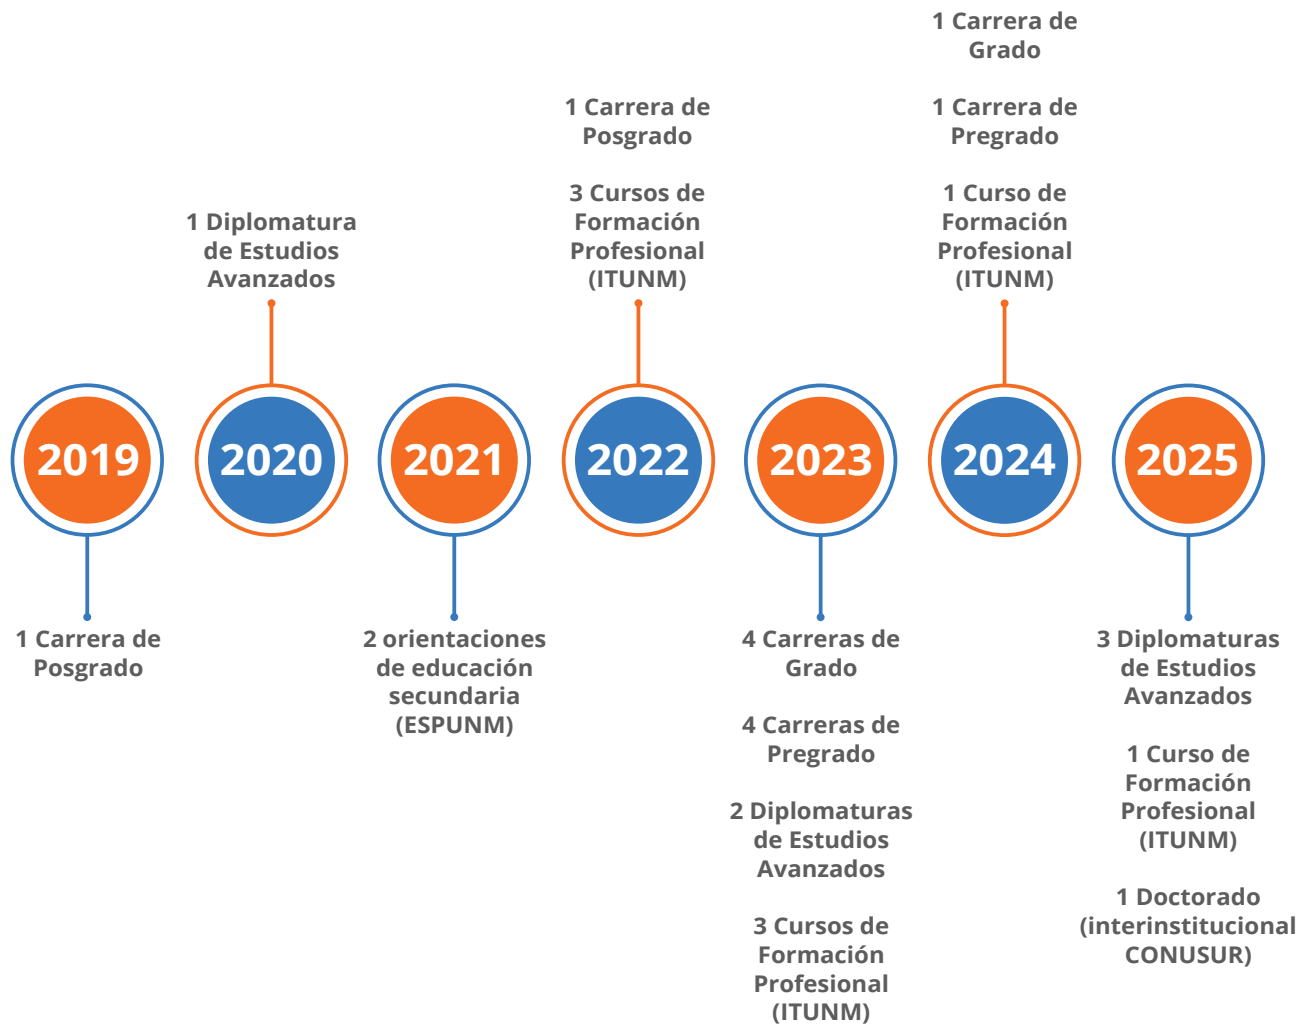 2019
1 Carrera de
Posgrado
2020
1 Diplomatura
de Estudios
Avanzados
2021
2 orientaciones
de educación
secundaria
(ESPUNM)
2022
1 Carrera de
Posgrado
3 Cursos de
Formación
Profesional
(ITUNM)
2023
4 Carreras de
Grado
4 Carreras de
Pregrado
2 Diplomaturas
de Estudios
Avanzados
3 Cursos de
Formación
Profesional
(ITUNM)
2024
1 Carrera de
Grado
1 Carrera de
Pregrado
1 Curso de
Formación
Profesional
(ITUNM)
2025
3 Diplomaturas
de Estudios
Avanzados
1 Curso de
Formación
Profesional
(ITUNM)
1 Doctorado
(interinstitucional
CONUSUR)